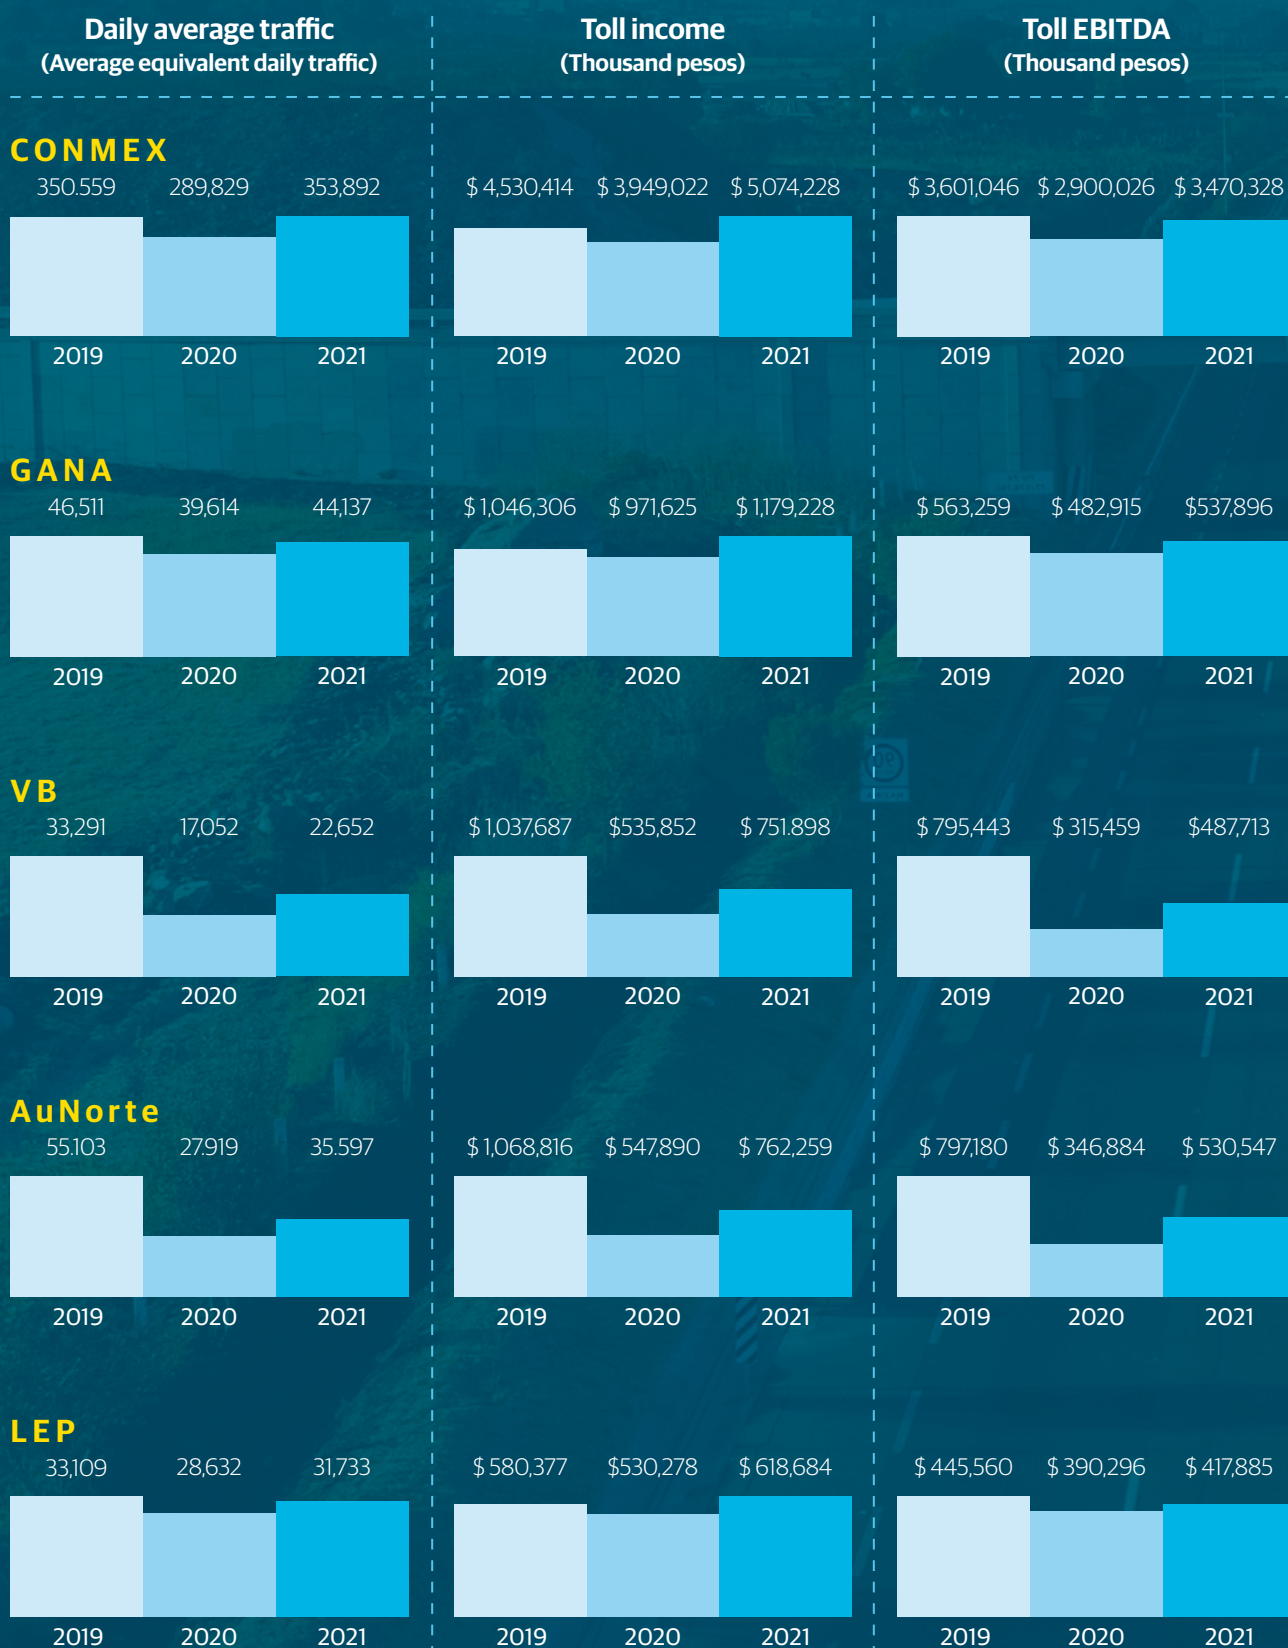 Daily average traffic
(Average equivalent daily traffic)
Toll income
(Thousand pesos)
Toll EBITDA
(Thousand pesos)
CONMEX
350.559 289,829 353,892
$ 4,530,414 $ 3,949,022 $ 5,074,228
$ 3,601,046 $ 2,900,026 $ 3,470,328
2019 2020 2021
2019 2020 2021
2019 2020 2021
GANA
46,511 39,614 44,137
$ 1,046,306 $ 971,625 $ 1,179,228
$ 563,259 $ 482,915 $537,896
2019 2020 2021
2019 2020 2021
2019 2020 2021
VB
33,291 17,052 22,652
$ 1,037,687 $535,852 $ 751.898
$ 795,443 $ 315,459 $487,713
2019 2020 2021
2019 2020 2021
2019 2020 2021
AuNorte
55.103 27.919 35.597
$ 1,068,816 $ 547,890 $ 762,259
$ 797,180 $ 346,884 $ 530,547
2019 2020 2021
2019 2020 2021
2019 2020 2021
LEP
33,109 28,632 31,733
$ 580,377 $530,278 $ 618,684
$ 445,560 $ 390,296 $ 417,885
2019 2020 2021
2019 2020 2021
2019 2020 2021